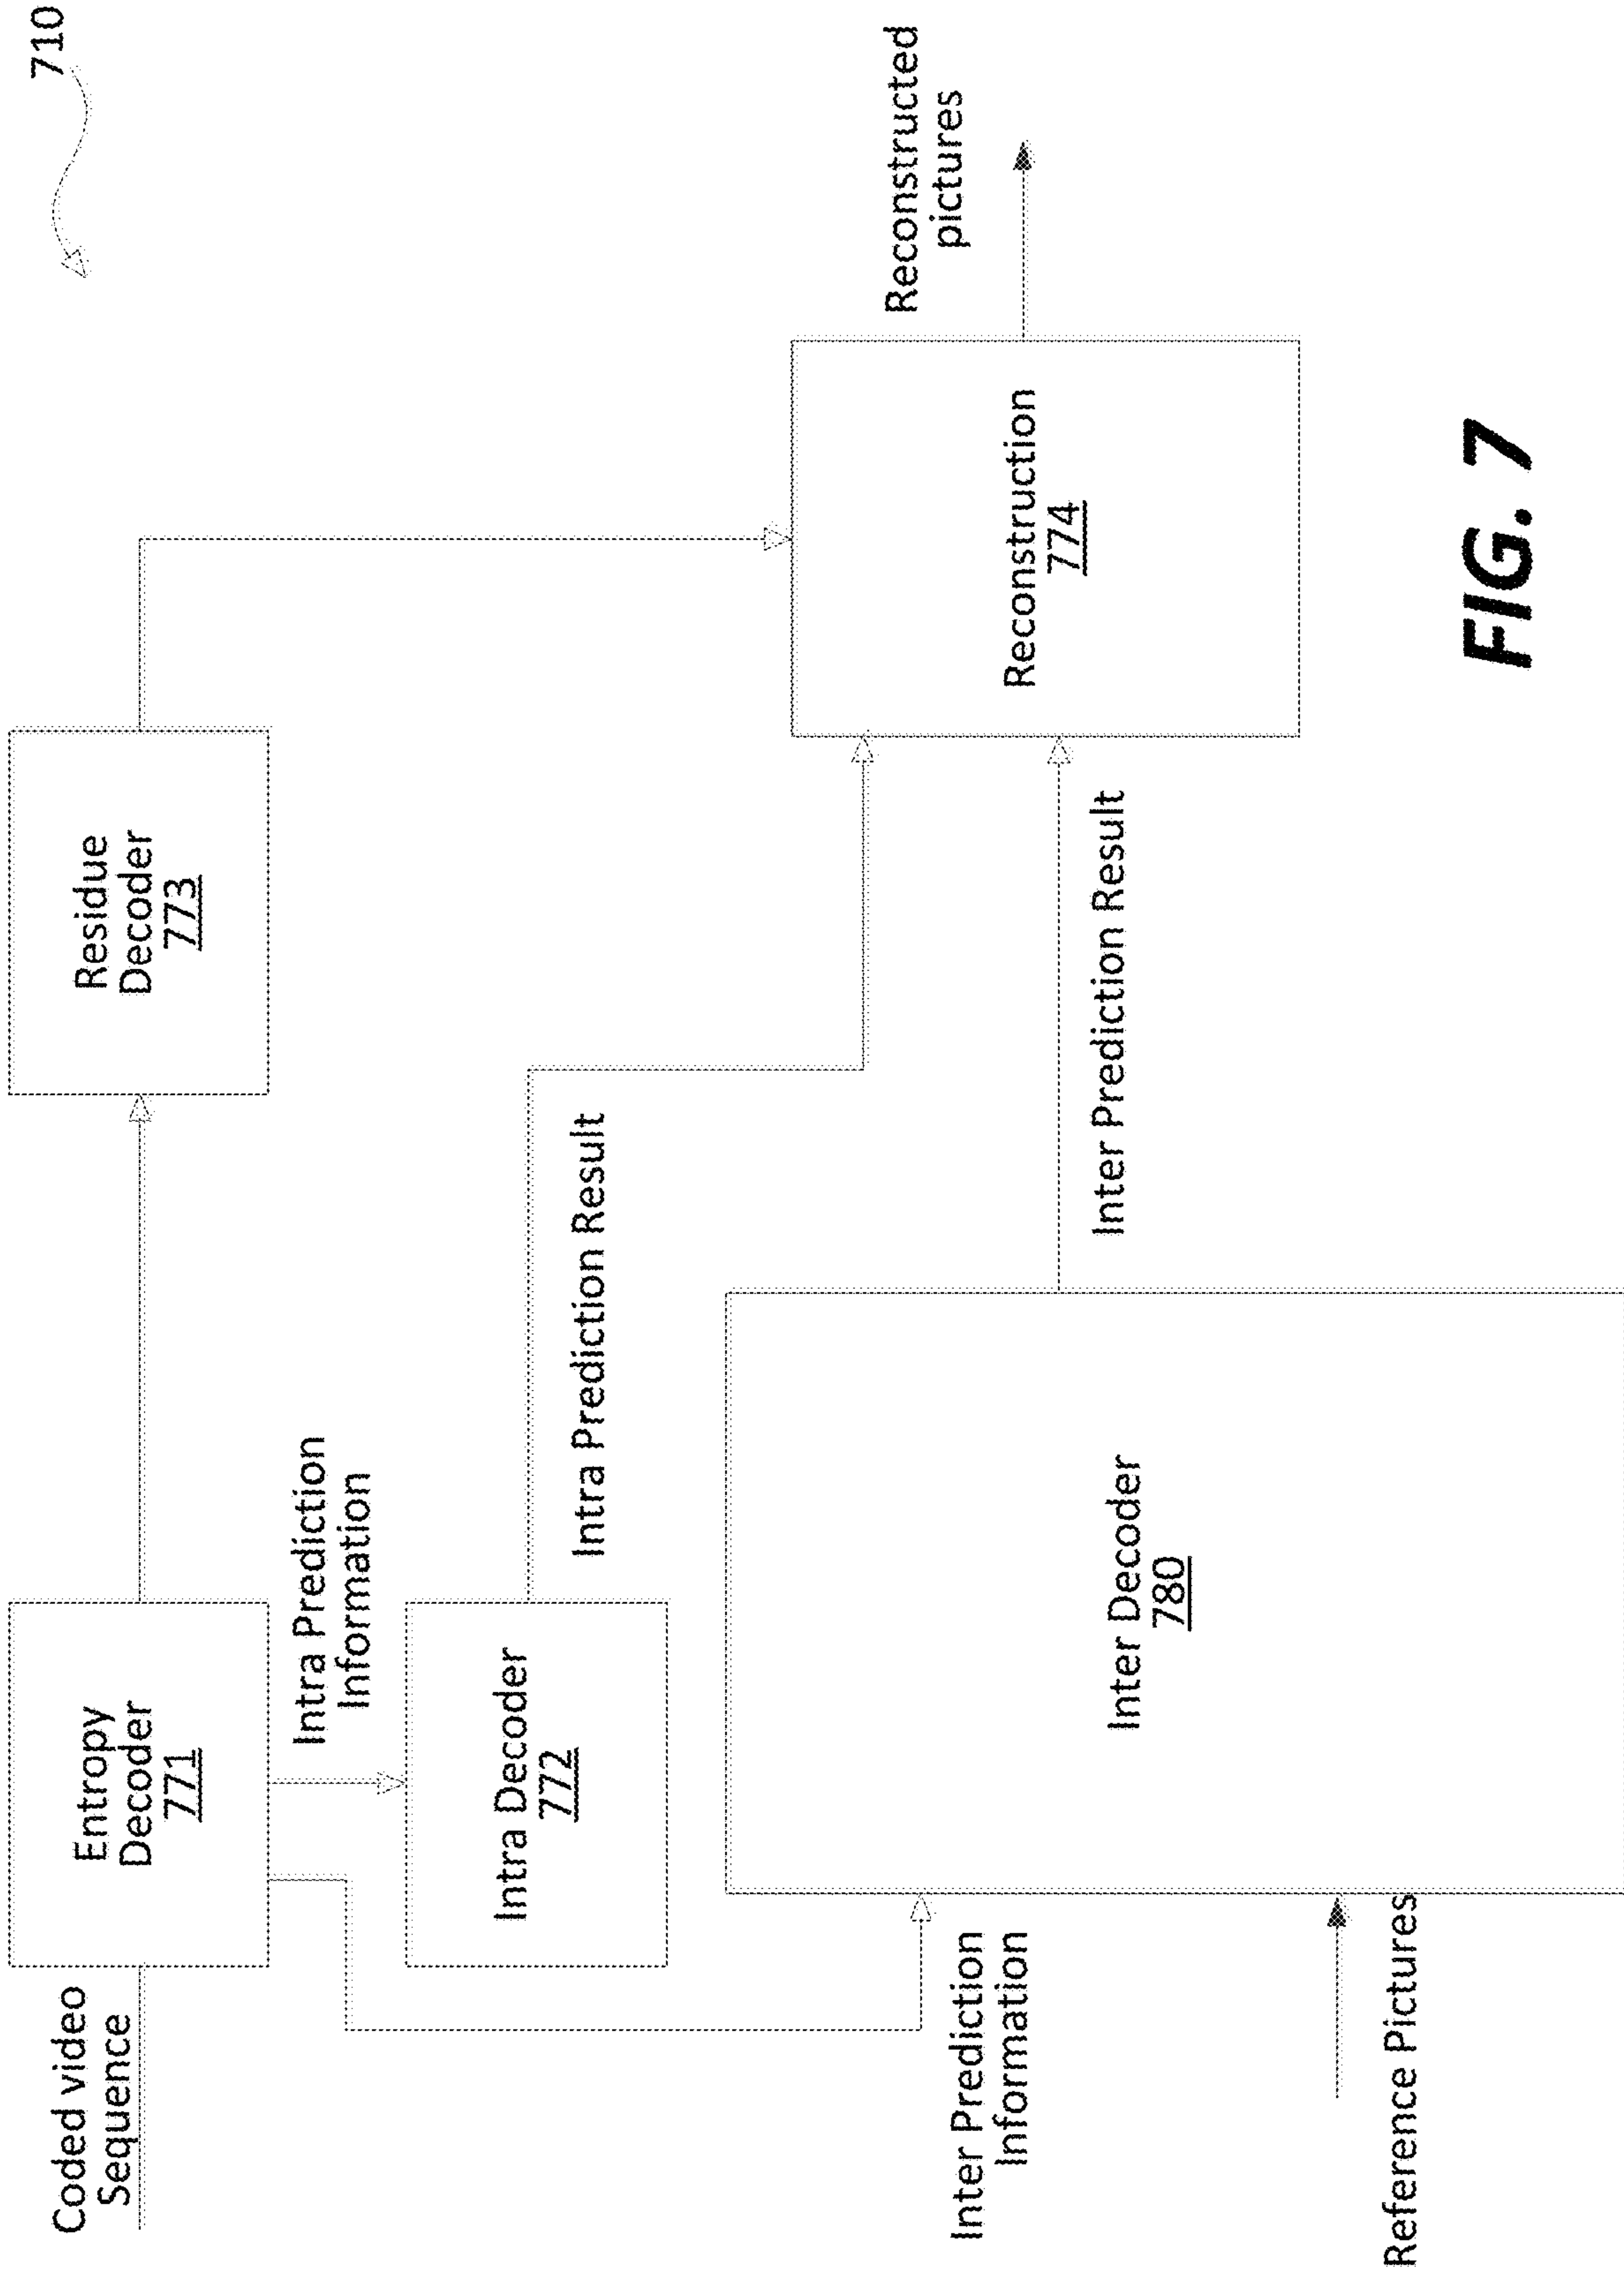 710
Coded video
Sequence
Entropy
Decoder
771
Residue
Decoder
773
Intra Prediction
Information
Intra Decoder
772
Intra Prediction Result
Reconstructed
pictures
Inter Prediction
Information
Inter Decoder
780
Inter Prediction Result
Reconstruction
774
Reference Pictures
FIG. 7